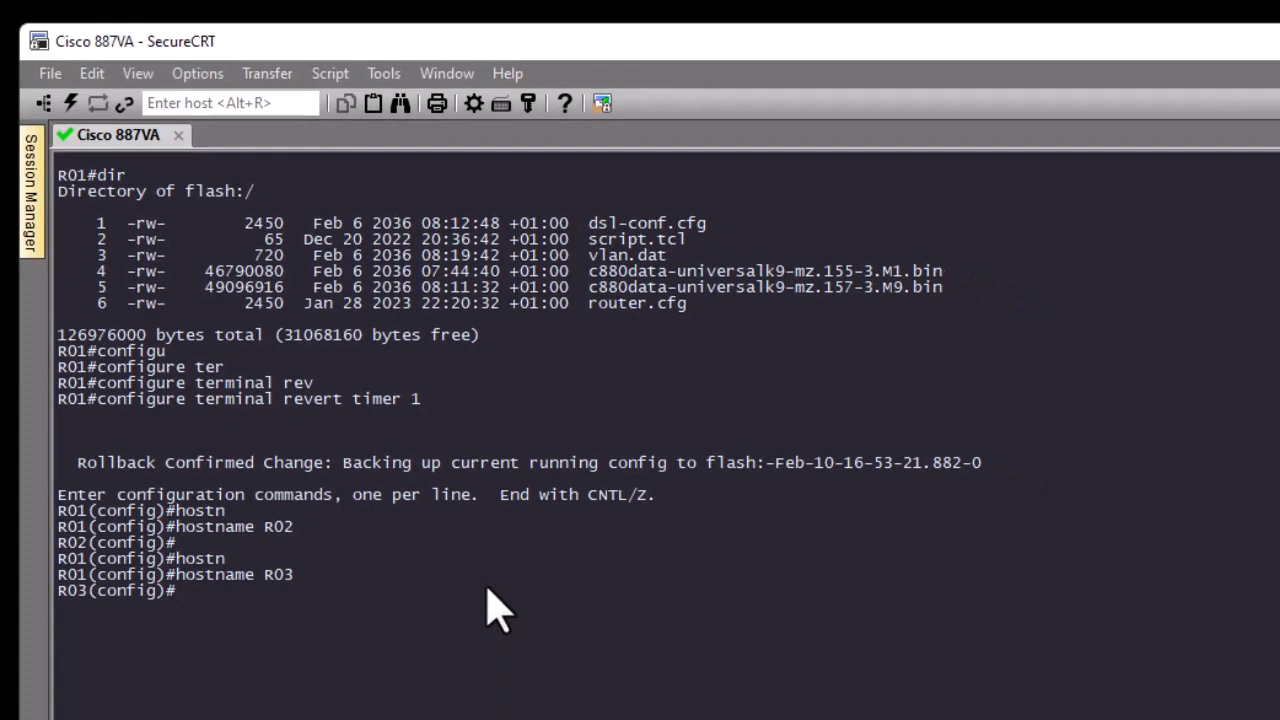 Cisco 887VA - SecureCRT
File Edit View Options Transfer Script Tools Window Help
Enter host <Alt+R>
Session Manager
Cisco 887VA
R01#dir
Directory of flash:/
1 -rw- 2450 Feb 6 2036 08:12:48 +01:00 dsl-conf.cfg
2 -rw- 65 Dec 20 2022 20:36:42 +01:00 script.tcl
3 -rw- 720 Feb 6 2036 08:19:42 +01:00 vlan.dat
4 -rw- 46790080 Feb 6 2036 07:44:40 +01:00 c880data-universalk9-mz.155-3.M1.bin
5 -rw- 49096916 Feb 6 2036 08:11:32 +01:00 c880data-universalk9-mz.157-3.M9.bin
6 -rw- 2450 Jan 28 2023 22:20:32 +01:00 router.cfg
126976000 bytes total (31068160 bytes free)
R01#configu
R01#configure ter
R01#configure terminal rev
R01#configure terminal revert timer 1
Rollback Confirmed Change: Backing up current running config to flash:-Feb-10-16-53-21.882-0
Enter configuration commands, one per line. End with CNTL/Z.
R01(config)#hostn
R01(config)#hostname R02
R02(config)#
R01(config)#hostn
R01(config)#hostname R03
R03(config)#